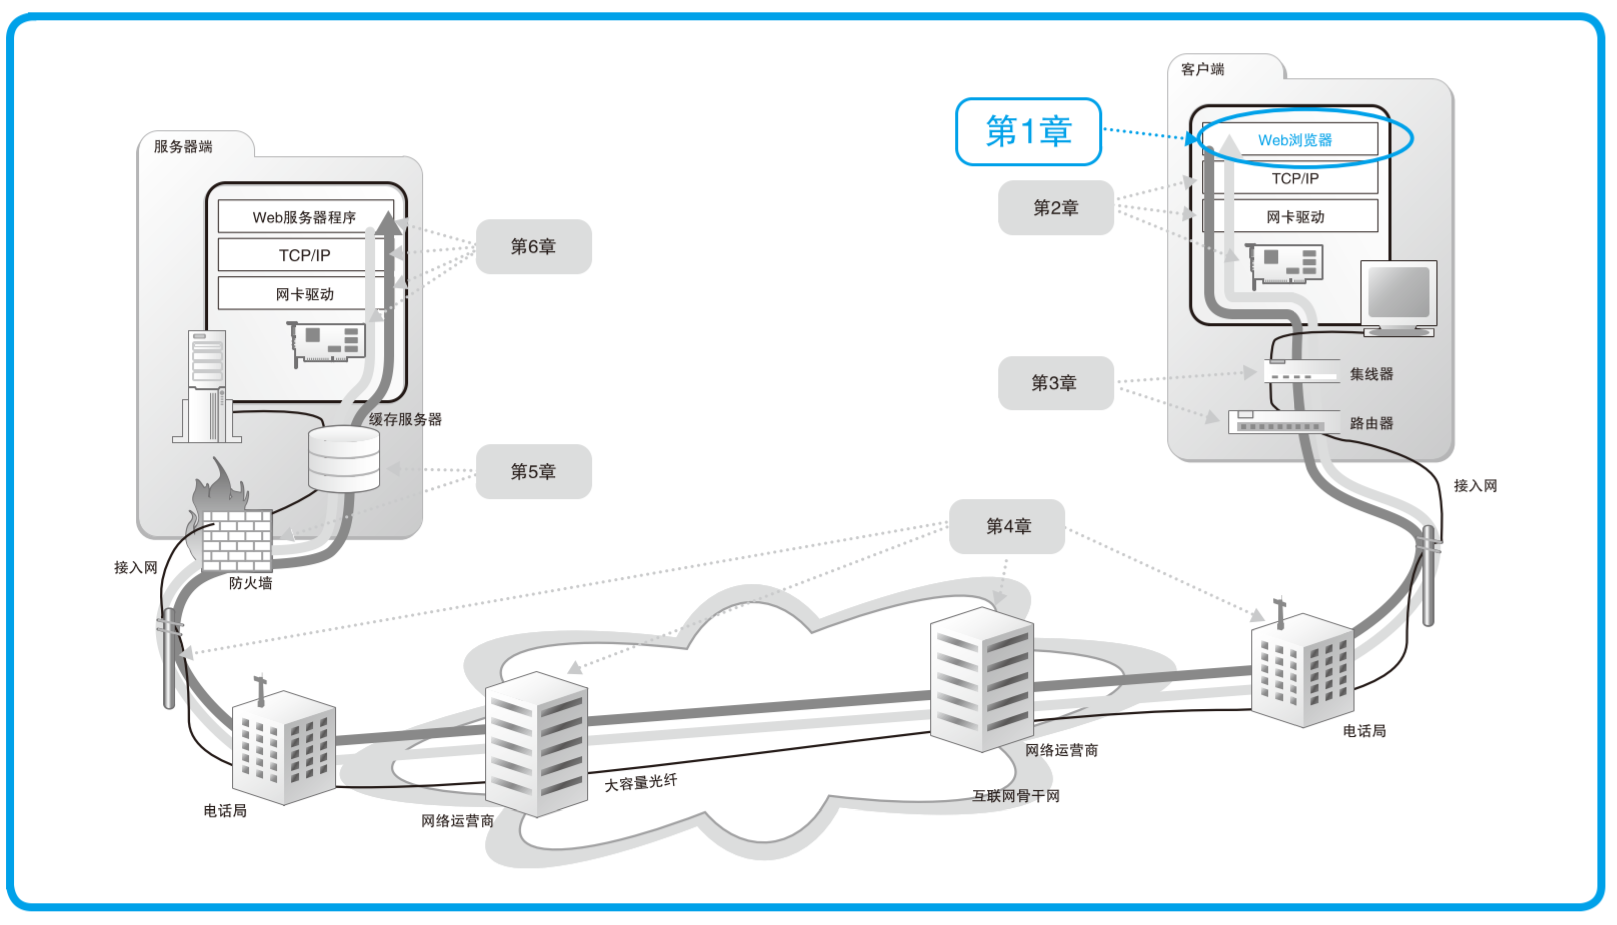 客户端
第1章
Web浏览器
TCP/IP
网卡驱动
第2章
第3章
集线器
路由器
接入网
服务器端
Web服务器程序
TCP/IP
网卡驱动
第6章
缓存服务器
第5章
接入网
防火墙
第4章
电话局
网络运营商
大容量光纤
网络运营商
互联网骨干网
电话局